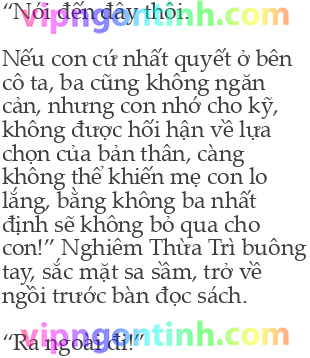 “Nói đến đây thôi.
vipngontinh.com
Nếu con cứ nhất quyết ở bên
cô ta, ba cũng không ngăn
cản, nhưng con nhớ cho kỹ,
không được hối hận về lựa
chọn của bản thân, càng
không thể khiến mẹ con lo
lắng, bằng không ba nhất
định sẽ không bỏ qua cho
con!” Nghiêm Thừa Trì buông
tay, sắc mặt sa sầm, trở về
ngồi trước bàn đọc sách.
“Ra ngoài đi!”
vipngontinh.com